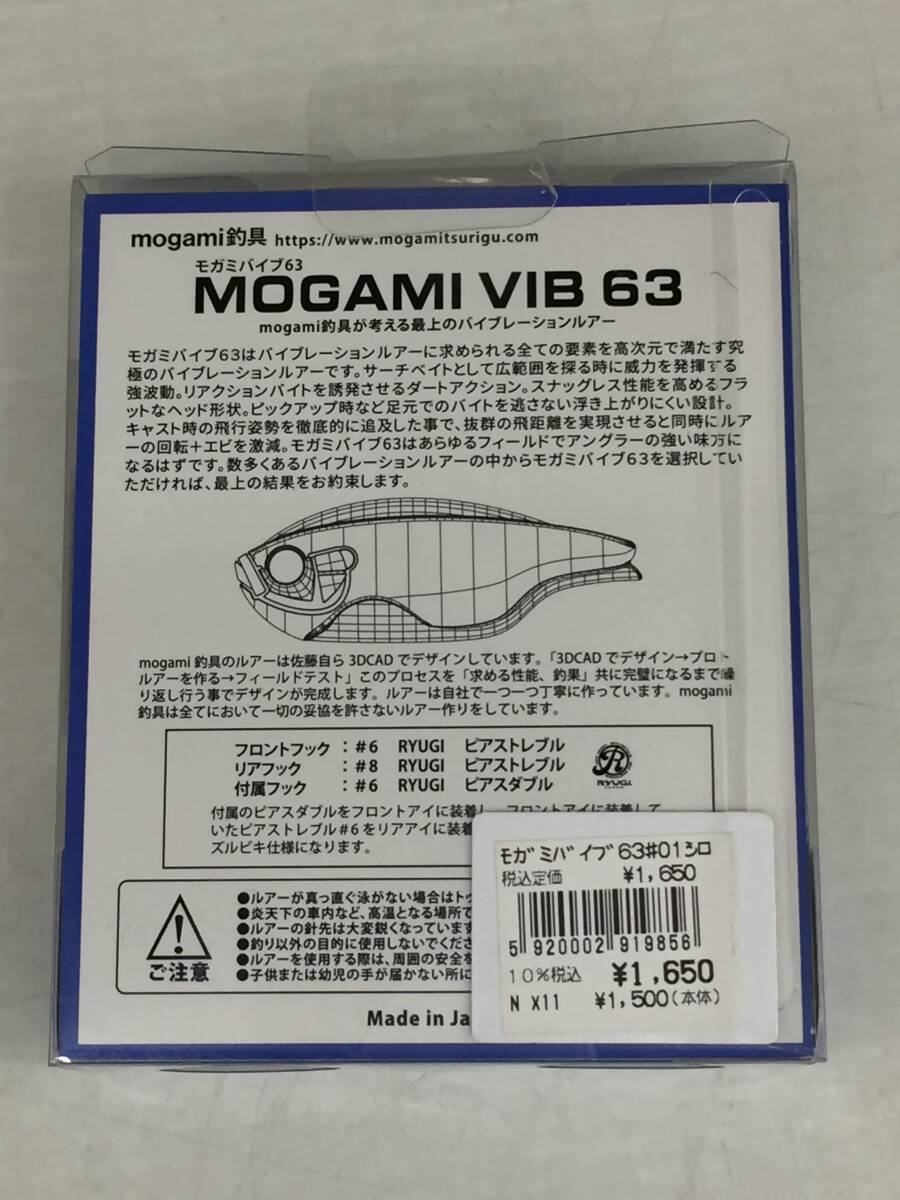 mogami釣具 https://www.mogamitsurigu.com
モガミバイブ63
MOGAMI VIB 63
mogami釣具が考える最上のバイブレーションルアー
モガミバイブ63はバイブレーションルアーに求められる全ての要素を高次元で満たす究
極のバイブレーションルアーです。サーチベイトとして広範囲を探る時に威力を発揮する
強波動。リアクションバイトを誘発させるダートアクション。スナッグレス性能を高めるフラ
ットなヘッド形状。ピックアップ時など足元でのバイトを逃さない浮き上がりにくい設計。
キャスト時の飛行姿勢を徹底的に追及した事で、抜群の飛距離を実現させると同時にルア
ーの回転+エビを激減。モガミバイブ63はあらゆるフィールドでアングラーの強い味方に
なるはずです。数多くあるバイブレーションルアーの中からモガミバイブ63を選択してい
ただければ、最上の結果をお約束します。
mogami 釣具のルアーは佐藤自ら 3DCAD でデザインしています。「3DCAD でデザイン→プロト
ルアーを作る→フィールドテスト」このプロセスを「求める性能、釣果」共に完璧になるまで繰
り返し行う事でデザインが完成します。ルアーは自社で一つ一つ丁寧に作っています。mogami
釣具は全てにおいて一切の妥協を許さないルアー作りをしています。
フロントフック : #6 RYUGI ピアストレブル
リアフック : #8 RYUGI ピアストレブル
付属フック : #6 RYUGI ピアスダブル
R
RYUGI
付属のピアスダブルをフロントアイに装着し、フロントアイに装着して
いたピアストレブル#6をリアアイに装着
ズルビキ仕様になります。
ご注意
●ルアーが真っ直ぐ泳がない場合はトゥ
●炎天下の車内など、高温となる場所で
●ルアーの針先は大変鋭くなっています
●釣り以外の目的に使用しないでくださ
●ルアーを使用する際は、周囲の安全を
●子供または幼児の手が届かない所に
Made in Ja
モガミバイブ63#01シロ
税込定価 ¥1,650
5 920002 919856
10%税込 ¥1,650
N X11 ¥1,500(本体)